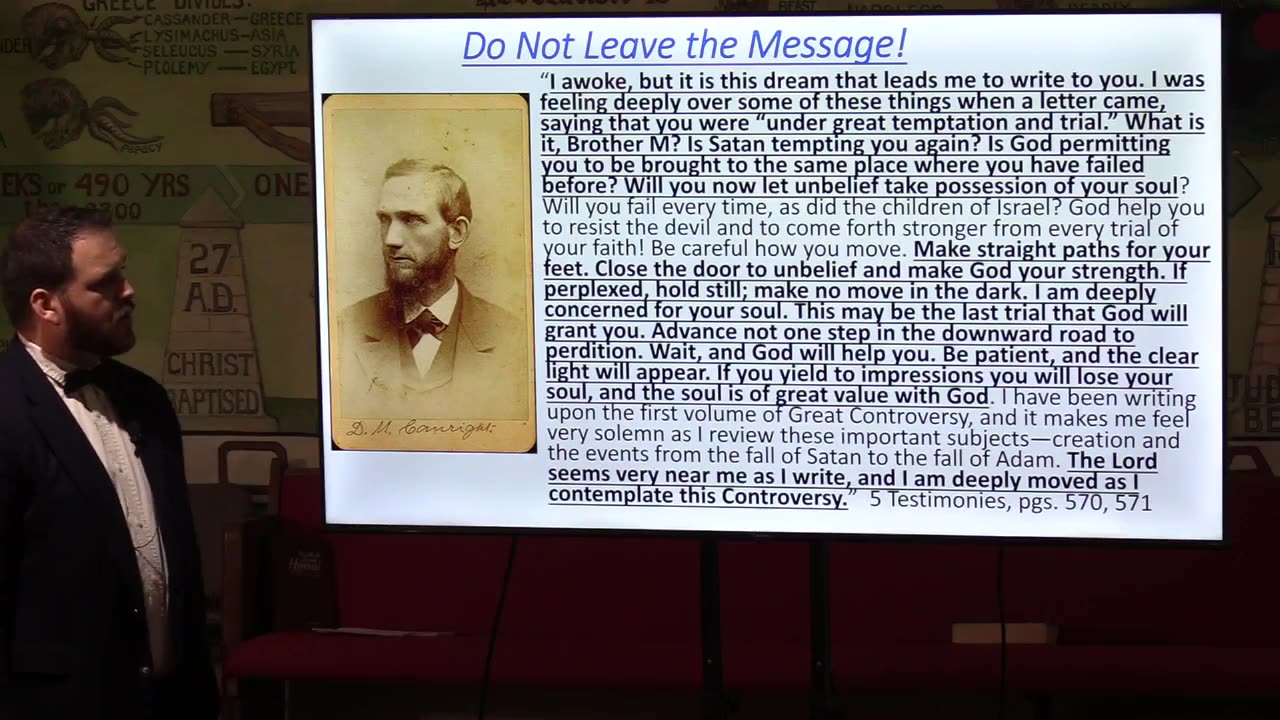 GREECE DIVIDES:
CASSANDER — GREECE
LYSIMACHUS — ASIA
SELEUCUS — SYRIA
PTOLEMY — EGYPT
PAPACY
BEAST
490 YRS
ONE
27
A.D.
CHRIST
BAPTISED
Do Not Leave the Message!
“I awoke, but it is this dream that leads me to write to you. I was
feeling deeply over some of these things when a letter came,
saying that you were “under great temptation and trial.” What is
it, Brother M? Is Satan tempting you again? Is God permitting
you to be brought to the same place where you have failed
before? Will you now let unbelief take possession of your soul?
Will you fail every time, as did the children of Israel? God help you
to resist the devil and to come forth stronger from every trial of
your faith! Be careful how you move. Make straight paths for your
feet. Close the door to unbelief and make God your strength. If
perplexed, hold still; make no move in the dark. I am deeply
concerned for your soul. This may be the last trial that God will
grant you. Advance not one step in the downward road to
perdition. Wait, and God will help you. Be patient, and the clear
light will appear. If you yield to impressions you will lose your
soul, and the soul is of great value with God. I have been writing
upon the first volume of Great Controversy, and it makes me feel
very solemn as I review these important subjects—creation and
the events from the fall of Satan to the fall of Adam. The Lord
seems very near me as I write, and I am deeply moved as I
contemplate this Controversy.” 5 Testimonies, pgs. 570, 571
D. M. Canright.